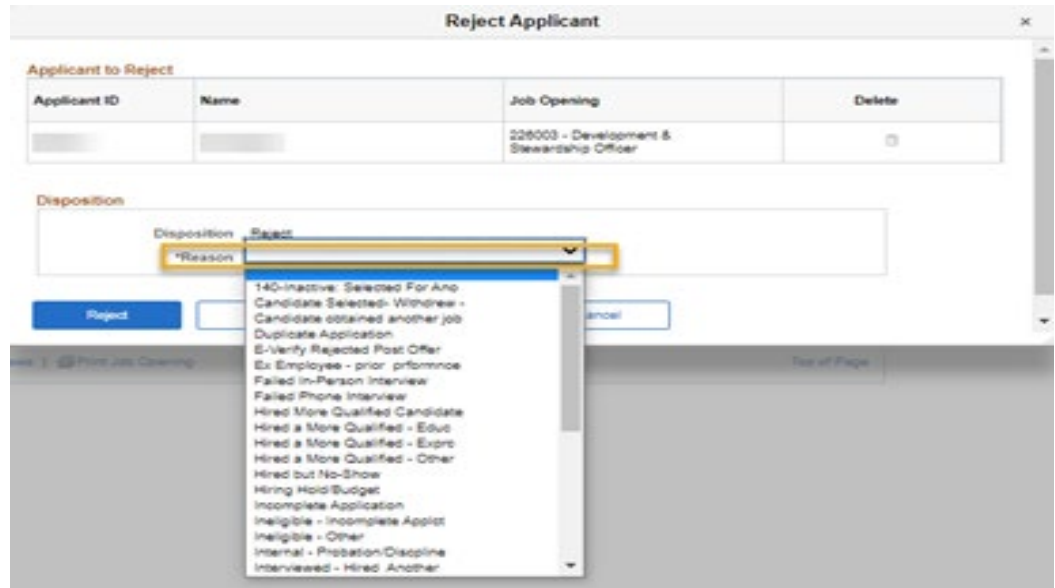 Reject Applicant
×
Applicant to Reject
Applicant ID Name Job Opening Delete
226003 - Development &
Stewardship Officer
Disposition
Disposition Reject
*Reason
140-Inactive: Selected For Ano
Candidate Selected- Withdrew -
Candidate obtained another job
Duplicate Application
E-Verify Rejected Post Offer
Ex Employee - prior prformnce
Failed In-Person Interview
Failed Phone Interview
Hired More Qualified Candidate
Hired a More Qualified - Educ
Hired a More Qualified - Expro
Hired a More Qualified - Other
Hired but No-Show
Hiring Hold/Budget
Incomplete Application
Ineligible - Incomplete Applct
Ineligible - Other
Internal - Probation/Discpline
Interviewed - Hired Another
Reject ancel
Print Job Opening Top of Page